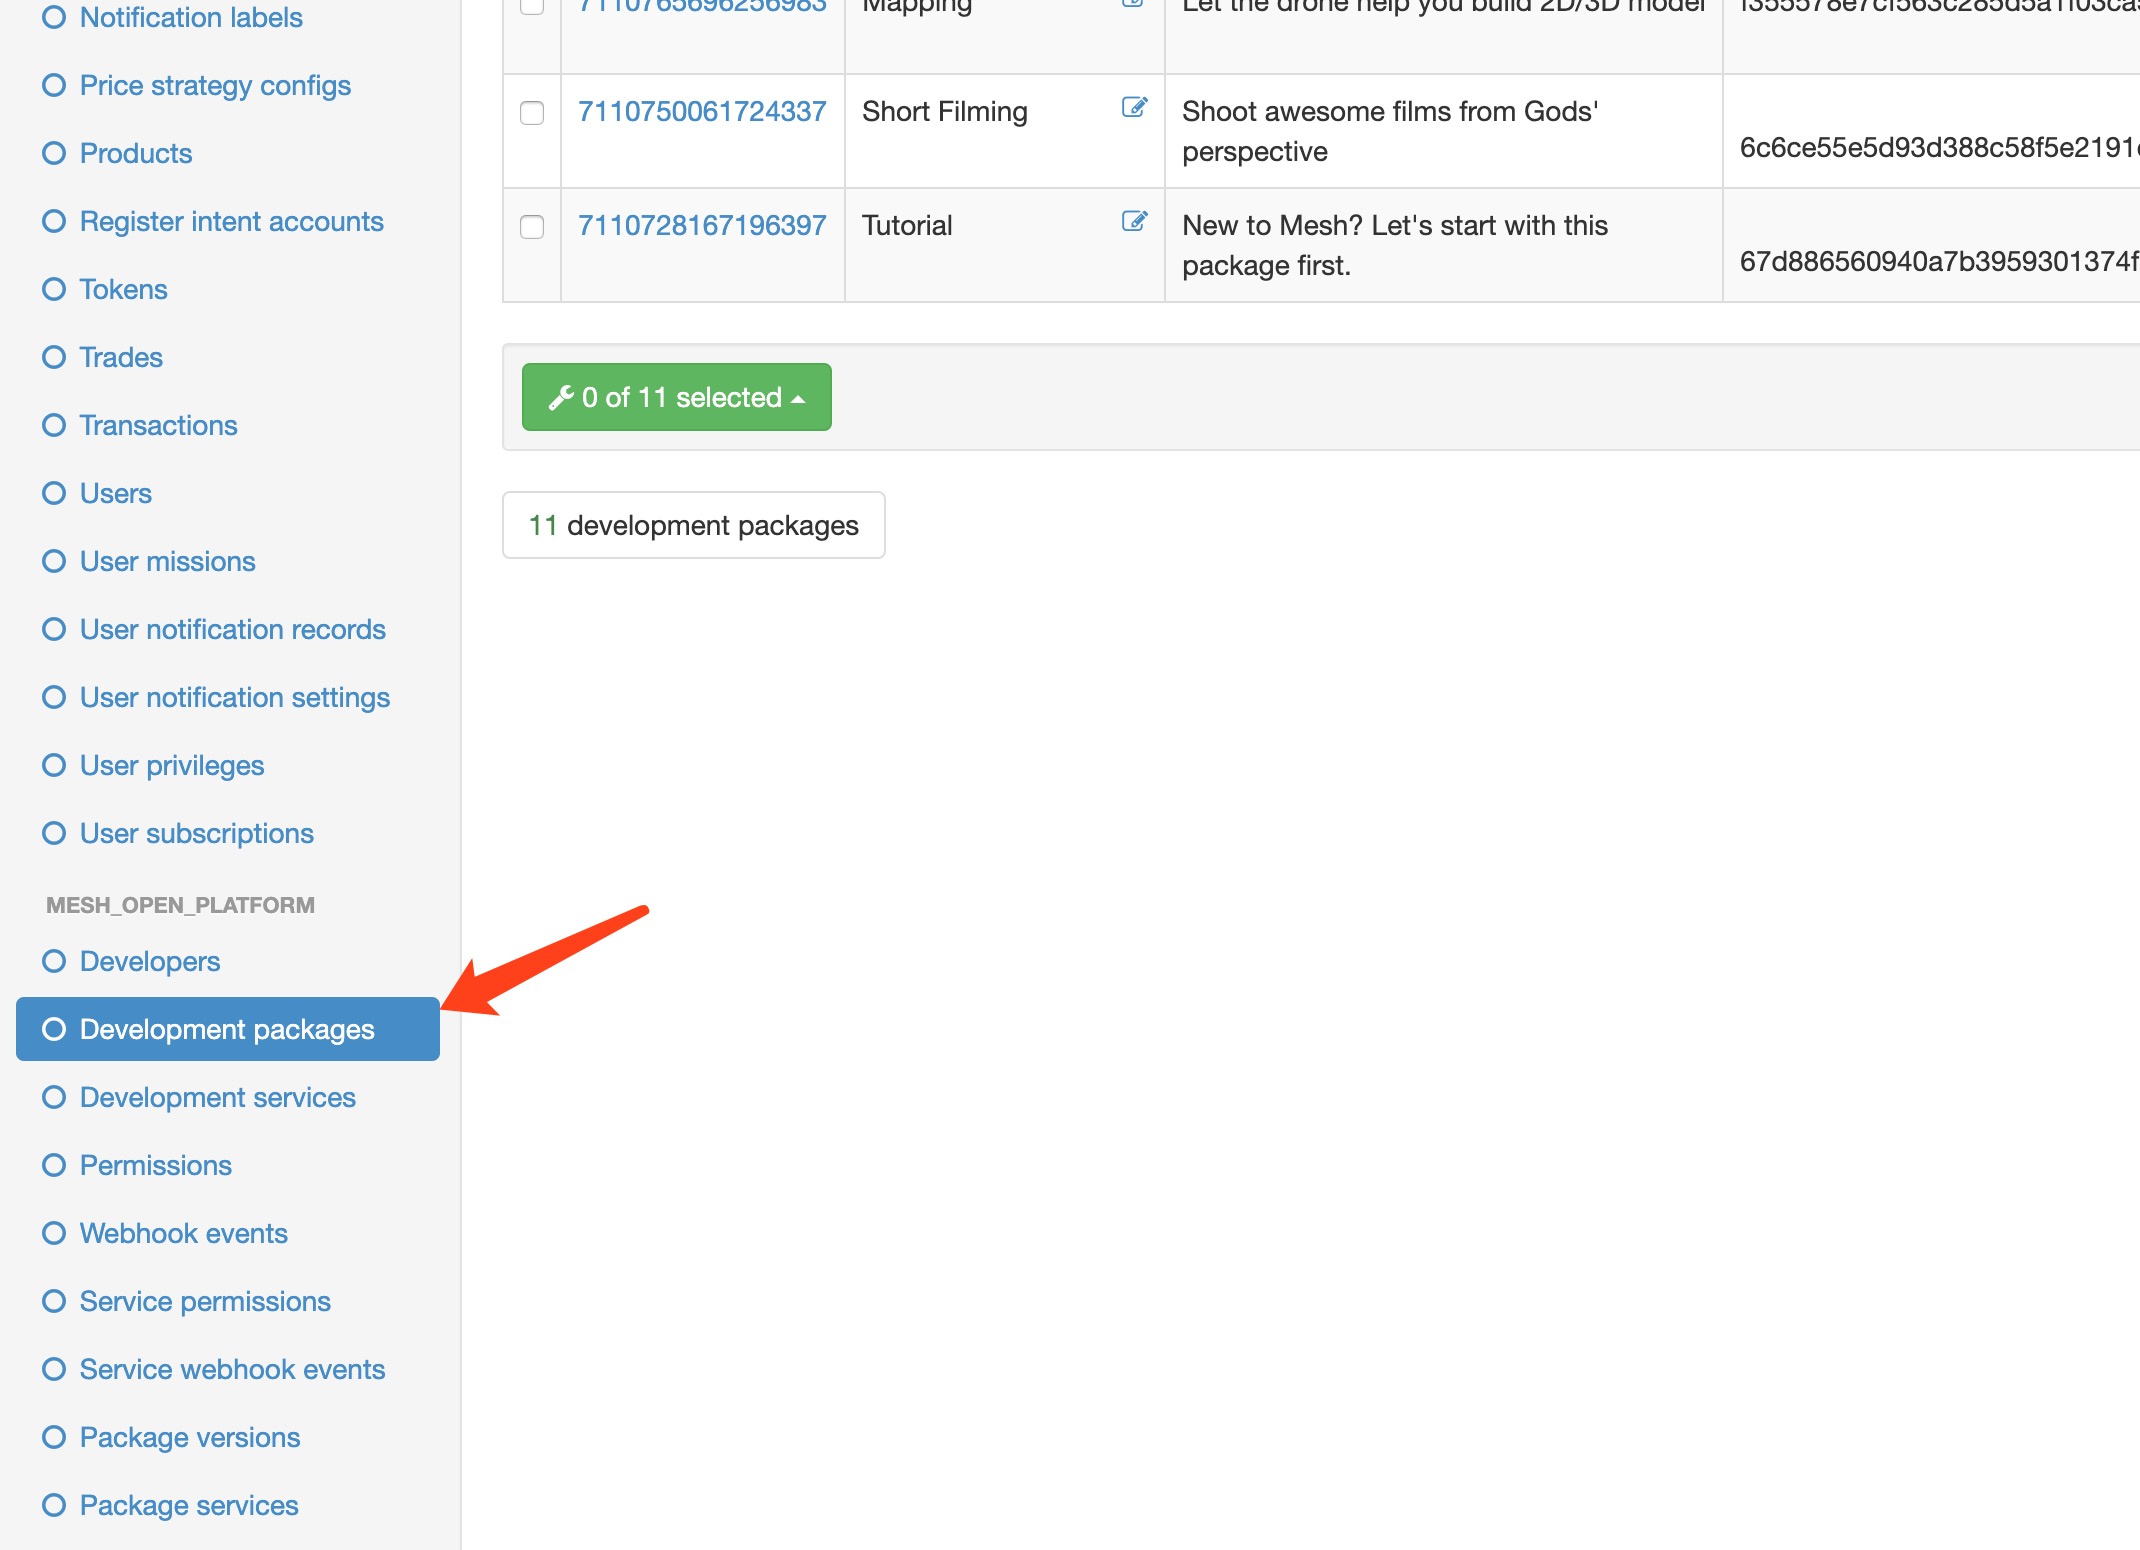 Notification labels
Price strategy configs
Products
Register intent accounts
Tokens
Trades
Transactions
Users
User missions
User notification records
User notification settings
User privileges
User subscriptions
MESH_OPEN_PLATFORM
Developers
Development packages
Development services
Permissions
Webhook events
Service permissions
Service webhook events
Package versions
Package services
7110765696256983 Mapping Let the drone help you build 2D/3D model
7110750061724337 Short Filming Shoot awesome films from Gods'
perspective
6c6ce55e5d93d388c58f5e2191
7110728167196397 Tutorial New to Mesh? Let's start with this
package first.
67d886560940a7b3959301374f
0 of 11 selected
11 development packages